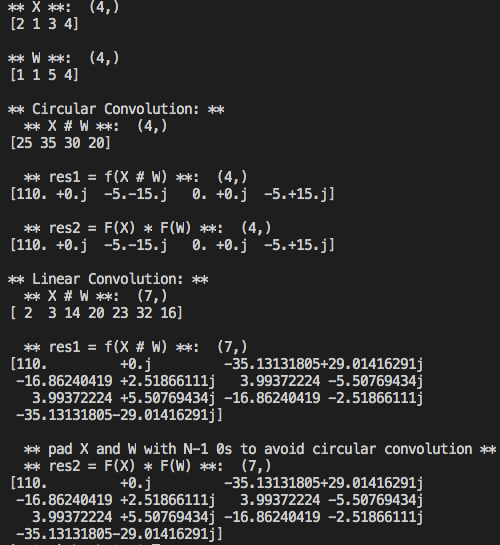 ** X **:  (4,)
[2 1 3 4]
** W **:  (4,)
[1 1 5 4]
** Circular Convolution: **
  ** X # W **:  (4,)
[25 35 30 20]
  ** res1 = f(X # W) **:  (4,)
[110. +0.j  -5.-15.j   0. +0.j  -5.+15.j]
  ** res2 = F(X) * F(W) **:  (4,)
[110. +0.j  -5.-15.j   0. +0.j  -5.+15.j]
** Linear Convolution: **
  ** X # W **:  (7,)
[ 2  3 14 20 23 32 16]
  ** res1 = f(X # W) **:  (7,)
[110.         +0.j         -35.13131805+29.01416291j
 -16.86240419 +2.51866111j   3.99372224 -5.50769434j
   3.99372224 +5.50769434j -16.86240419 -2.51866111j
 -35.13131805-29.01416291j]
  ** pad X and W with N-1 0s to avoid circular convolution **
  ** res2 = F(X) * F(W) **:  (7,)
[110.         +0.j         -35.13131805+29.01416291j
 -16.86240419 +2.51866111j   3.99372224 -5.50769434j
   3.99372224 +5.50769434j -16.86240419 -2.51866111j
 -35.13131805-29.01416291j]